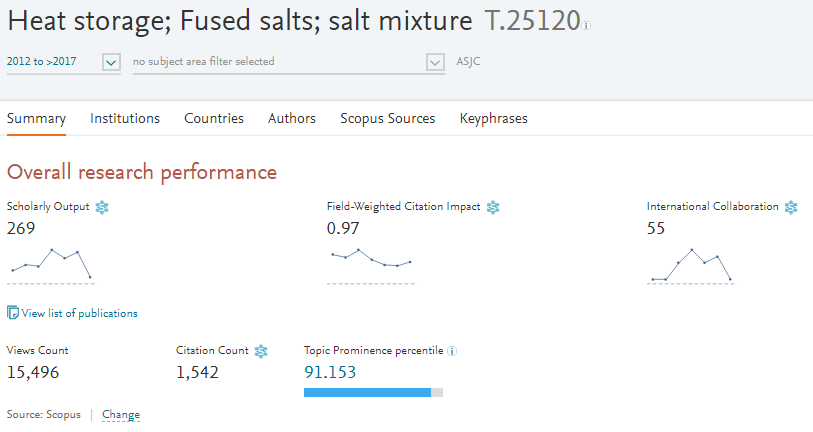 Heat storage; Fused salts; salt mixture T.25120
2012 to >2017 no subject area filter selected ASJC
Summary Institutions Countries Authors Scopus Sources Keyphrases
Overall research performance
Scholarly Output Field-Weighted Citation Impact International Collaboration
269 0.97 55
View list of publications
Views Count Citation Count Topic Prominence percentile
15,496 1,542 91.153
Source: Scopus | Change